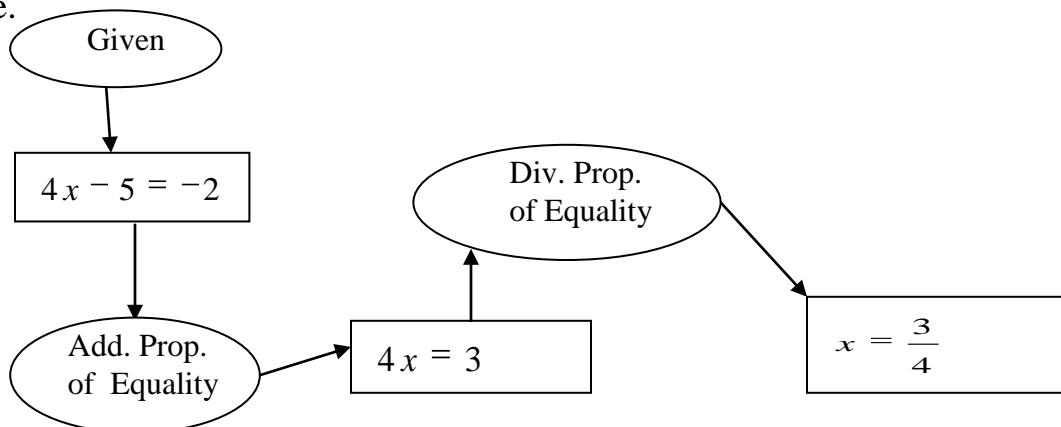 e.
Given
4x − 5 = −2
Add. Prop.
of Equality
4x = 3
Div. Prop.
of Equality
x = 3/4